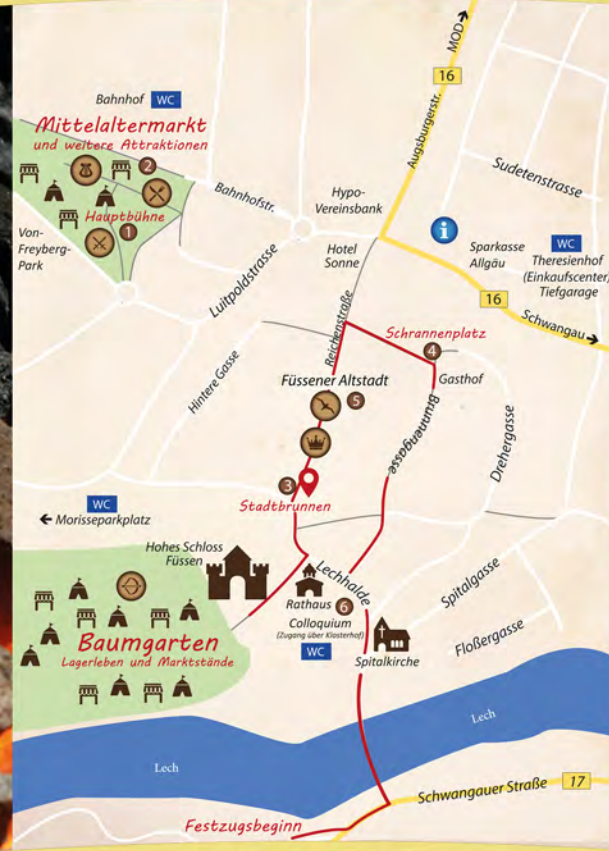 MOD
16
Augsburgerstr.
Bahnhof WC
Mittelaltermarkt
und weitere Attraktionen
2
Hauptbühne
1
Von-
Freyberg-
Park
Bahnhofstr.
Hypo-
Vereinsbank
Sudetenstrasse
i
Sparkasse
Allgäu
WC
Theresienhof
(Einkaufscenter)
Tiefgarage
Hotel
Sonne
Luitpoldstrasse
16
Schwangau
Reichenstraße
Schrannenplatz
4
Gasthof
Hintere Gasse
Füssener Altstadt
5
Brunnengasse
Drehergasse
3
Stadtbrunnen
WC
Morisseparkplatz
Hohes Schloss
Füssen
Lechhalde
Rathaus 6
Colloquium
(Zugang über Klosterhof)
WC
Spitalgasse
Floßergasse
Spitalkirche
Baumgarten
Lagerleben und Marktstände
Lech
Lech
Schwangauer Straße 17
Festzugsbeginn